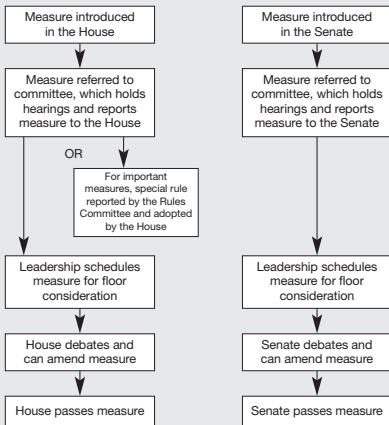 Measure introduced
in the House
Measure referred to
committee, which holds
hearings and reports
measure to the House
OR
For important
measures, special rule
reported by the Rules
Committee and adopted
by the House
Leadership schedules
measure for floor
consideration
House debates and
can amend measure
House passes measure
Measure introduced
in the Senate
Measure referred to
committee, which holds
hearings and reports
measure to the Senate
Leadership schedules
measure for floor
consideration
Senate debates and
can amend measure
Senate passes measure